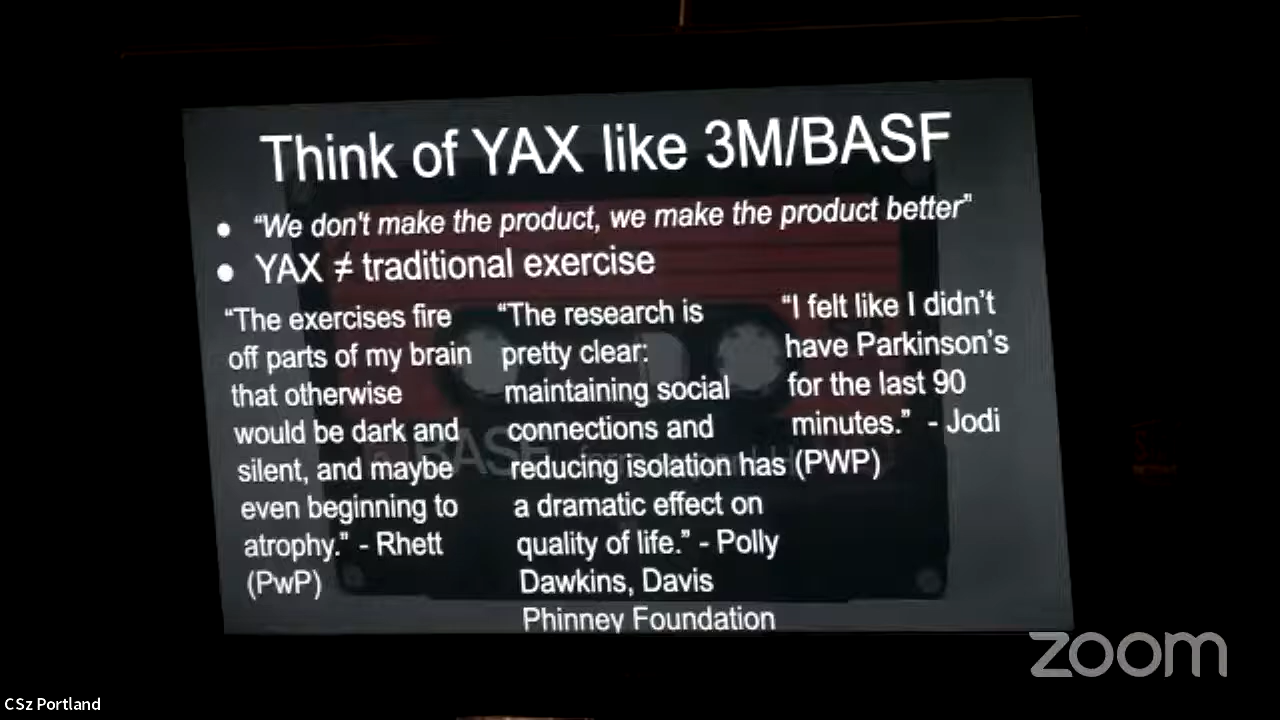 Think of YAX like 3M/BASF
• “We don't make the product, we make the product better”
• YAX ≠ traditional exercise
“The exercises fire
off parts of my brain
that otherwise
would be dark and
silent, and maybe
even beginning to
atrophy.” - Rhett
(PwP)
“The research is
pretty clear:
maintaining social
connections and
reducing isolation has
a dramatic effect on
quality of life.” - Polly
Dawkins, Davis
Phinney Foundation
“I felt like I didn’t
have Parkinson’s
for the last 90
minutes.” - Jodi
(PWP)
BASF
zoom
CSz Portland